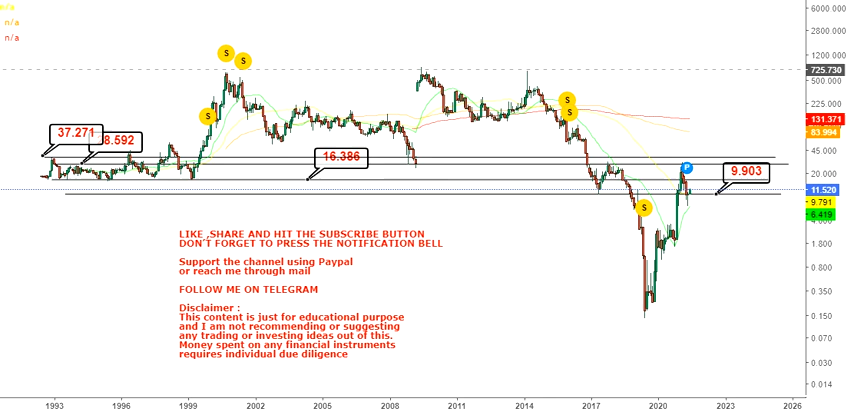 n/a
n/a
n/a
S
S
S
S
S
S
P
37.271
8.592
16.386
9.903
LIKE ,SHARE AND HIT THE SUBSCRIBE BUTTON
DON´T FORGET TO PRESS THE NOTIFICATION BELL
Support the channel using Paypal
or reach me through mail
FOLLOW ME ON TELEGRAM
Disclaimer :
This content is just for educational purpose
and I am not recommending or suggesting
any trading or investing ideas out of this.
Money spent on any financial instruments
requires individual due diligence
6000.000
2800.000
1200.000
725.730
500.000
225.000
131.371
83.994
45.000
20.000
11.520
9.791
6.419
4.000
1.800
0.800
0.350
0.150
0.070
0.030
0.014
1993 1996 1999 2002 2005 2008 2011 2014 2017 2020 2023 2026